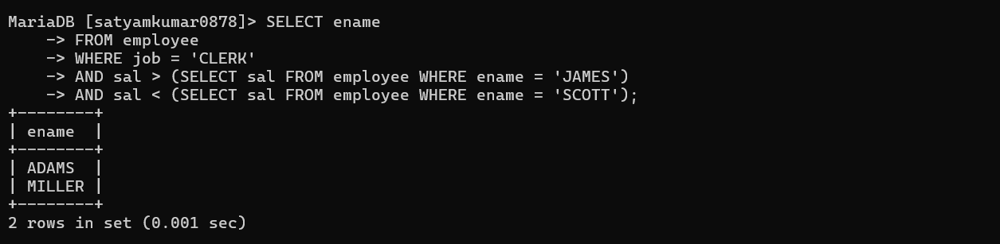 MariaDB [satyamkumar0878]> SELECT ename
    -> FROM employee
    -> WHERE job = 'CLERK'
    -> AND sal > (SELECT sal FROM employee WHERE ename = 'JAMES')
    -> AND sal < (SELECT sal FROM employee WHERE ename = 'SCOTT');
+--------+
| ename  |
+--------+
| ADAMS  |
| MILLER |
+--------+
2 rows in set (0.001 sec)